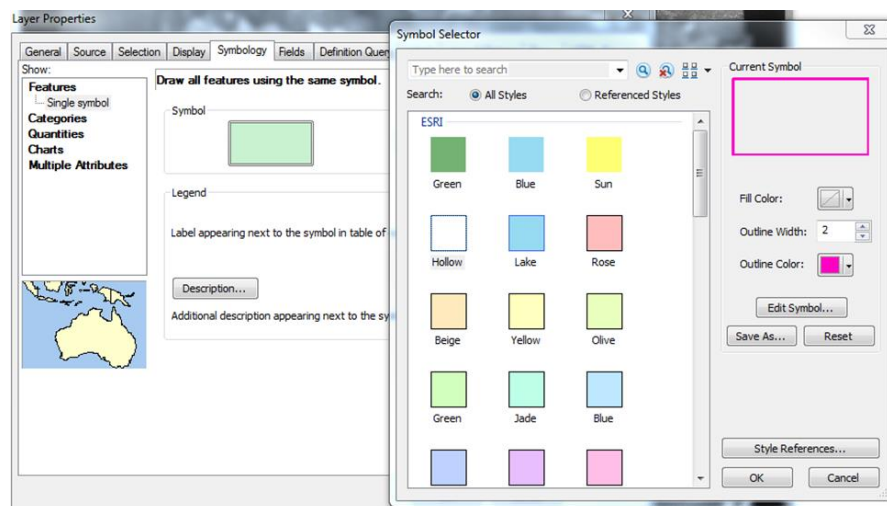 Layer Properties
General Source Selection Display Symbology Fields Definition Quer
Show:
Features
Single symbol
Categories
Quantities
Charts
Multiple Attributes
Draw all features using the same symbol.
Symbol
Legend
Label appearing next to the symbol in table of
Description...
Additional description appearing next to the sy
Symbol Selector
Type here to search
Search: All Styles Referenced Styles
ESRI
Green Blue Sun
Hollow Lake Rose
Beige Yellow Olive
Green Jade Blue
Current Symbol
Fill Color:
Outline Width: 2
Outline Color:
Edit Symbol...
Save As... Reset
Style References...
OK Cancel